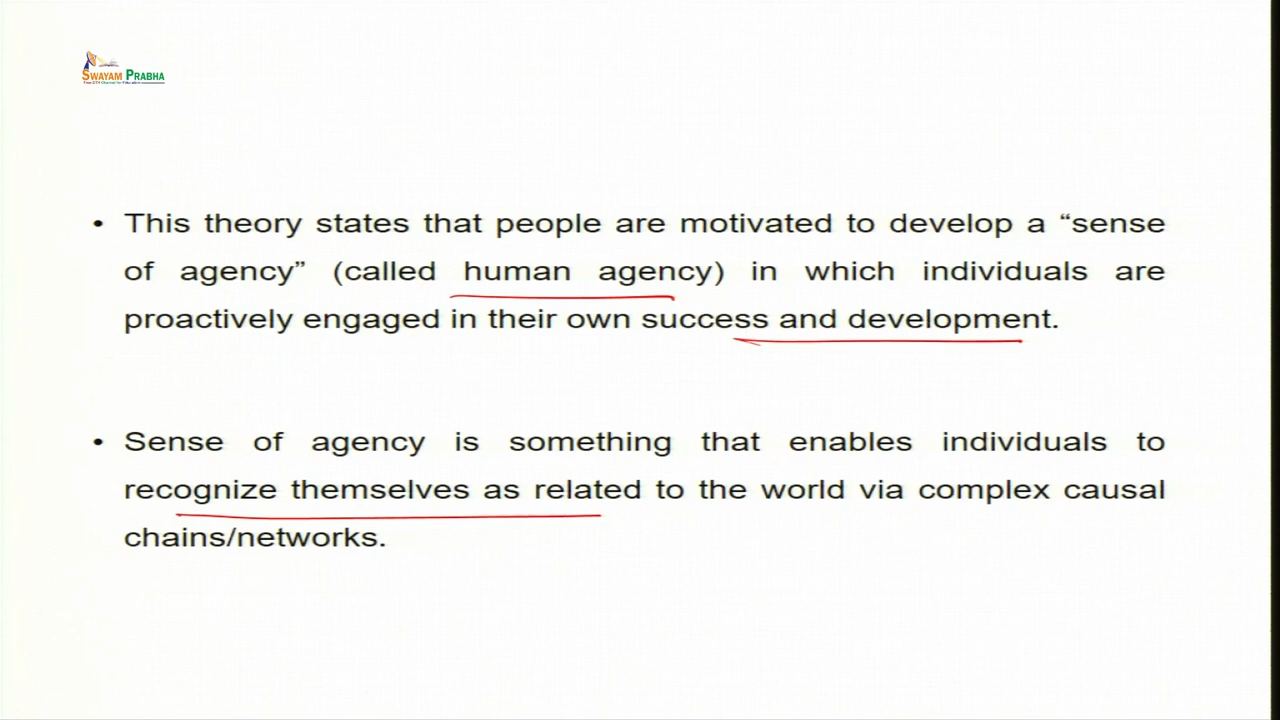 SWAYAM PRABHA
• This theory states that people are motivated to develop a “sense
of agency” (called human agency) in which individuals are
proactively engaged in their own success and development.
• Sense of agency is something that enables individuals to
recognize themselves as related to the world via complex causal
chains/networks.